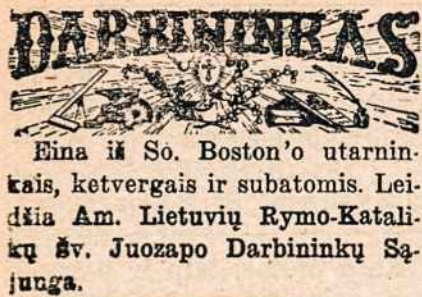 DARBININKAS
Eina iš So. Boston'o utarnin-
kais, ketvergais ir subatomis. Lei-
džia Am. Lietuvių Rymo-Katali-
kų Šv. Juozapo Darbininkų Są-
junga.